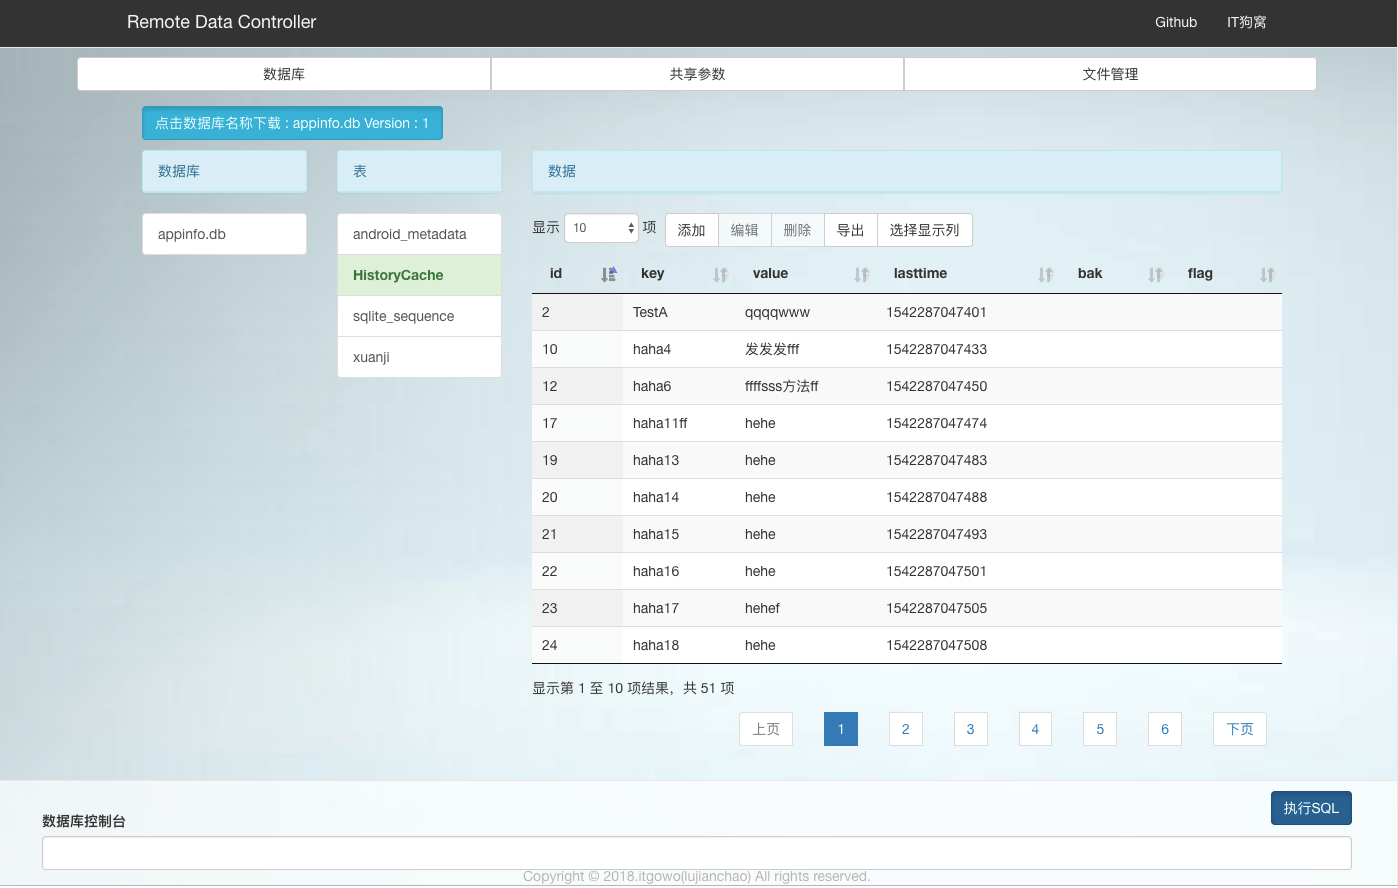 Remote Data Controller Github IT狗窝
数据库 共享参数 文件管理
点击数据库名称下载 : appinfo.db Version : 1
数据库 表 数据
appinfo.db
android_metadata
HistoryCache
sqlite_sequence
xuanji
显示 10 项 添加 编辑 删除 导出 选择显示列
id key value lasttime bak flag
2 TestA qqqqwww 1542287047401
10 haha4 发发发fff 1542287047433
12 haha6 ffffsss方法ff 1542287047450
17 haha11ff hehe 1542287047474
19 haha13 hehe 1542287047483
20 haha14 hehe 1542287047488
21 haha15 hehe 1542287047493
22 haha16 hehe 1542287047501
23 haha17 hehef 1542287047505
24 haha18 hehe 1542287047508
显示第 1 至 10 项结果，共 51 项
上页 1 2 3 4 5 6 下页
执行SQL
数据库控制台
Copyright © 2018.itgowo(lujianchao) All rights reserved.